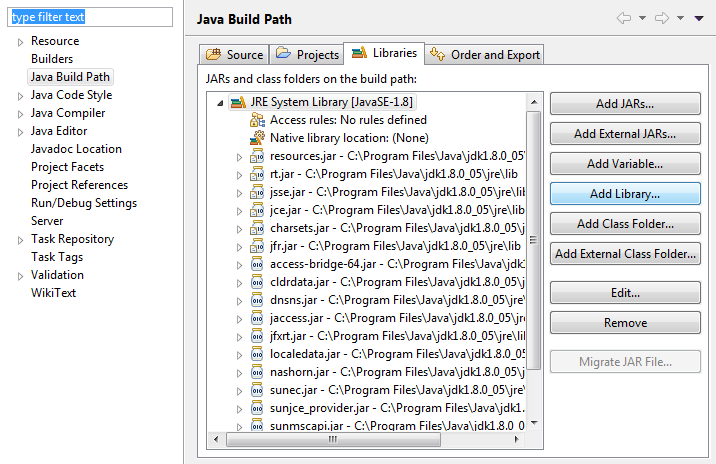 type filter text
Resource
Builders
Java Build Path
Java Code Style
Java Compiler
Java Editor
Javadoc Location
Project Facets
Project References
Run/Debug Settings
Server
Task Repository
Task Tags
Validation
WikiText
Java Build Path
Source
Projects
Libraries
Order and Export
JARs and class folders on the build path:
JRE System Library [JavaSE-1.8]
Access rules: No rules defined
Native library location: (None)
resources.jar - C:\Program Files\Java\jdk1.8.0_05\jre\l
rt.jar - C:\Program Files\Java\jdk1.8.0_05\jre\lib
jsse.jar - C:\Program Files\Java\jdk1.8.0_05\jre\lib
jce.jar - C:\Program Files\Java\jdk1.8.0_05\jre\lib
charsets.jar - C:\Program Files\Java\jdk1.8.0_05\jre\li
jfr.jar - C:\Program Files\Java\jdk1.8.0_05\jre\lib
access-bridge-64.jar - C:\Program Files\Java\jdk1.8.0
cldrdata.jar - C:\Program Files\Java\jdk1.8.0_05\jre\l
dnsns.jar - C:\Program Files\Java\jdk1.8.0_05\jre\lib
jaccess.jar - C:\Program Files\Java\jdk1.8.0_05\jre\li
jfxrt.jar - C:\Program Files\Java\jdk1.8.0_05\jre\lib\
localedata.jar - C:\Program Files\Java\jdk1.8.0_05\j
nashorn.jar - C:\Program Files\Java\jdk1.8.0_05\jre\l
sunec.jar - C:\Program Files\Java\jdk1.8.0_05\jre\lib
sunjce_provider.jar - C:\Program Files\Java\jdk1.8.
sunmscapi.jar - C:\Program Files\Java\jdk1.8.0_0
Add JARs...
Add External JARs...
Add Variable...
Add Library...
Add Class Folder...
Add External Class Folder...
Edit...
Remove
Migrate JAR File...